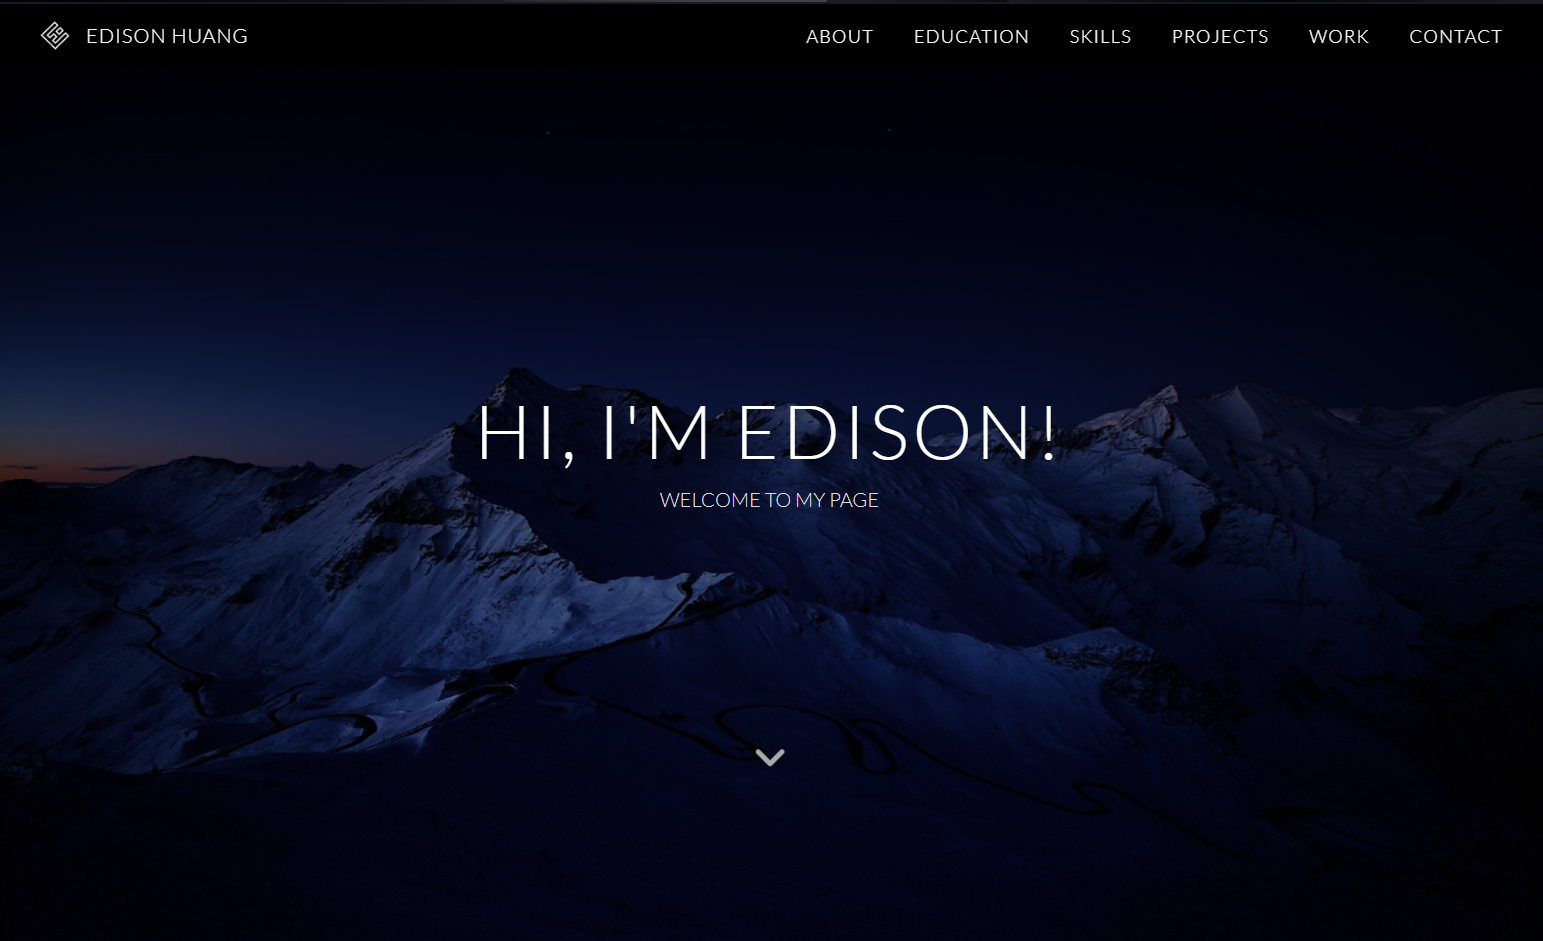 EDISON HUANG
ABOUT EDUCATION SKILLS PROJECTS WORK CONTACT
HI, I'M EDISON!
WELCOME TO MY PAGE